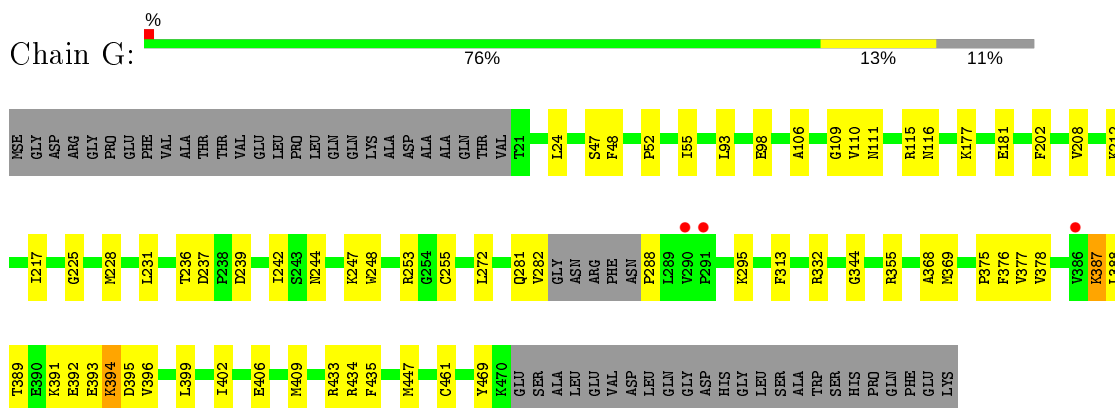 %
Chain G:
76% 13% 11%
MSE GLY ASP ARG GLY PRO GLU PHE VAL ALA THR THR VAL GLU LEU PRO LEU GLN GLN LYS ALA ASP ALA ALA GLN THR VAL T21 L24 S47 F48 P52 I55 L93 E98 A106 G109 V110 N111 R115 N116 K177 E181 F202 V208 K212
I217 G225 M228 L231 T236 D237 P238 D239 I242 S243 N244 K247 W248 R253 G254 C255 L272 Q281 V282 GLY ASN ARG PHE ASN P288 L289 V290 P291 K295 F313 R332 G344 R355 A368 M369 P375 F376 V377 V378 V386 K387 L388
T389 E390 K391 E392 E393 K394 D395 V396 L399 I402 E406 M409 R433 R434 F435 M447 C461 Y469 K470 GLU SER ALA LEU GLU VAL ASP LEU GLN GLY ASP HIS GLY LEU SER ALA TRP SER HIS PRO GLN PHE GLU LYS